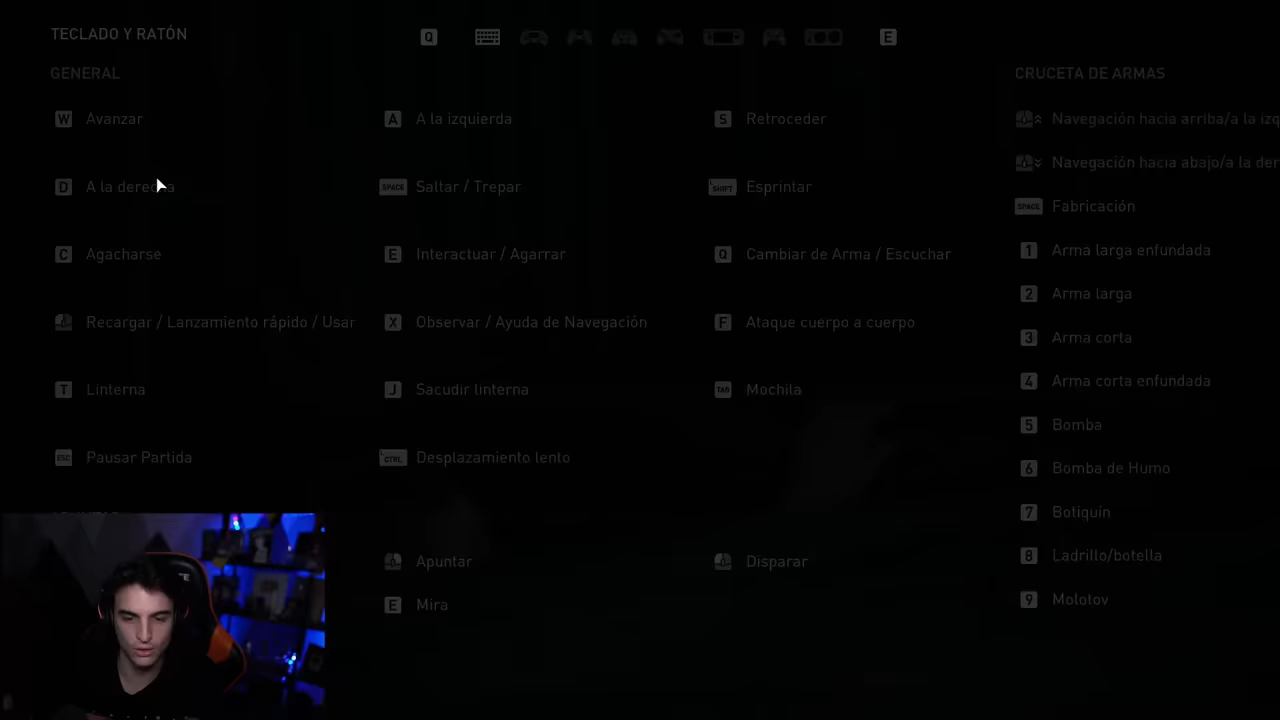 TECLADO Y RATÓN
Q
E
GENERAL
CRUCETA DE ARMAS
W Avanzar
A A la izquierda
S Retroceder
Navegación hacia arriba/a la izq
Navegación hacia abajo/a la der
D A la derecha
SPACE Saltar / Trepar
SHIFT Esprintar
SPACE Fabricación
C Agacharse
E Interactuar / Agarrar
Q Cambiar de Arma / Escuchar
1 Arma larga enfundada
2 Arma larga
Recargar / Lanzamiento rápido / Usar
X Observar / Ayuda de Navegación
F Ataque cuerpo a cuerpo
3 Arma corta
T Linterna
J Sacudir linterna
TAB Mochila
4 Arma corta enfundada
5 Bomba
ESC Pausar Partida
CTRL Desplazamiento lento
6 Bomba de Humo
7 Botiquín
Apuntar
Disparar
8 Ladrillo/botella
E Mira
9 Molotov